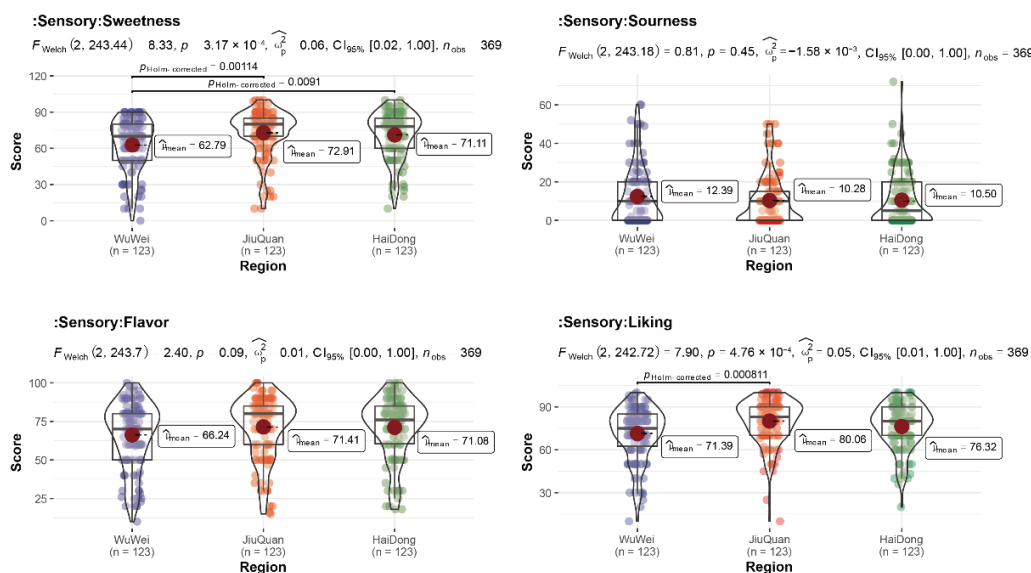 :Sensory:Sweetness
F Welch (2, 243.44) 8.33, p 3.17 × 10-4, ω̂²p 0.06, CI95% [0.02, 1.00], nobs 369
pHolm-corrected – 0.00114
pHolm-corrected – 0.0091
120
90
60
30
0
Score
μ̂mean – 62.79
μ̂mean – 72.91
μ̂mean – 71.11
WuWei JiuQuan HaiDong
(n = 123) (n = 123) (n = 123)
Region
:Sensory:Sourness
F Welch (2, 243.18) = 0.81, p = 0.45, ω̂²p = −1.58 × 10−3, CI95% [0.00, 1.00], nobs = 369
60
40
20
0
Score
μ̂mean = 12.39
μ̂mean = 10.28
μ̂mean = 10.50
WuWei JiuQuan HaiDong
(n = 123) (n = 123) (n = 123)
Region
:Sensory:Flavor
F Welch (2, 243.7) 2.40, p 0.09, ω̂²p 0.01, CI95% [0.00, 1.00], nobs 369
100
75
50
25
Score
μ̂mean – 66.24
μ̂mean – 71.41
μ̂mean – 71.08
WuWei JiuQuan HaiDong
(n = 123) (n = 123) (n = 123)
Region
:Sensory:Liking
F Welch (2, 242.72) = 7.90, p = 4.76 × 10−4, ω̂²p = 0.05, CI95% [0.01, 1.00], nobs = 369
pHolm-corrected = 0.000811
90
60
30
Score
μ̂mean = 71.39
μ̂mean = 80.06
μ̂mean = 76.32
WuWei JiuQuan HaiDong
(n = 123) (n = 123) (n = 123)
Region